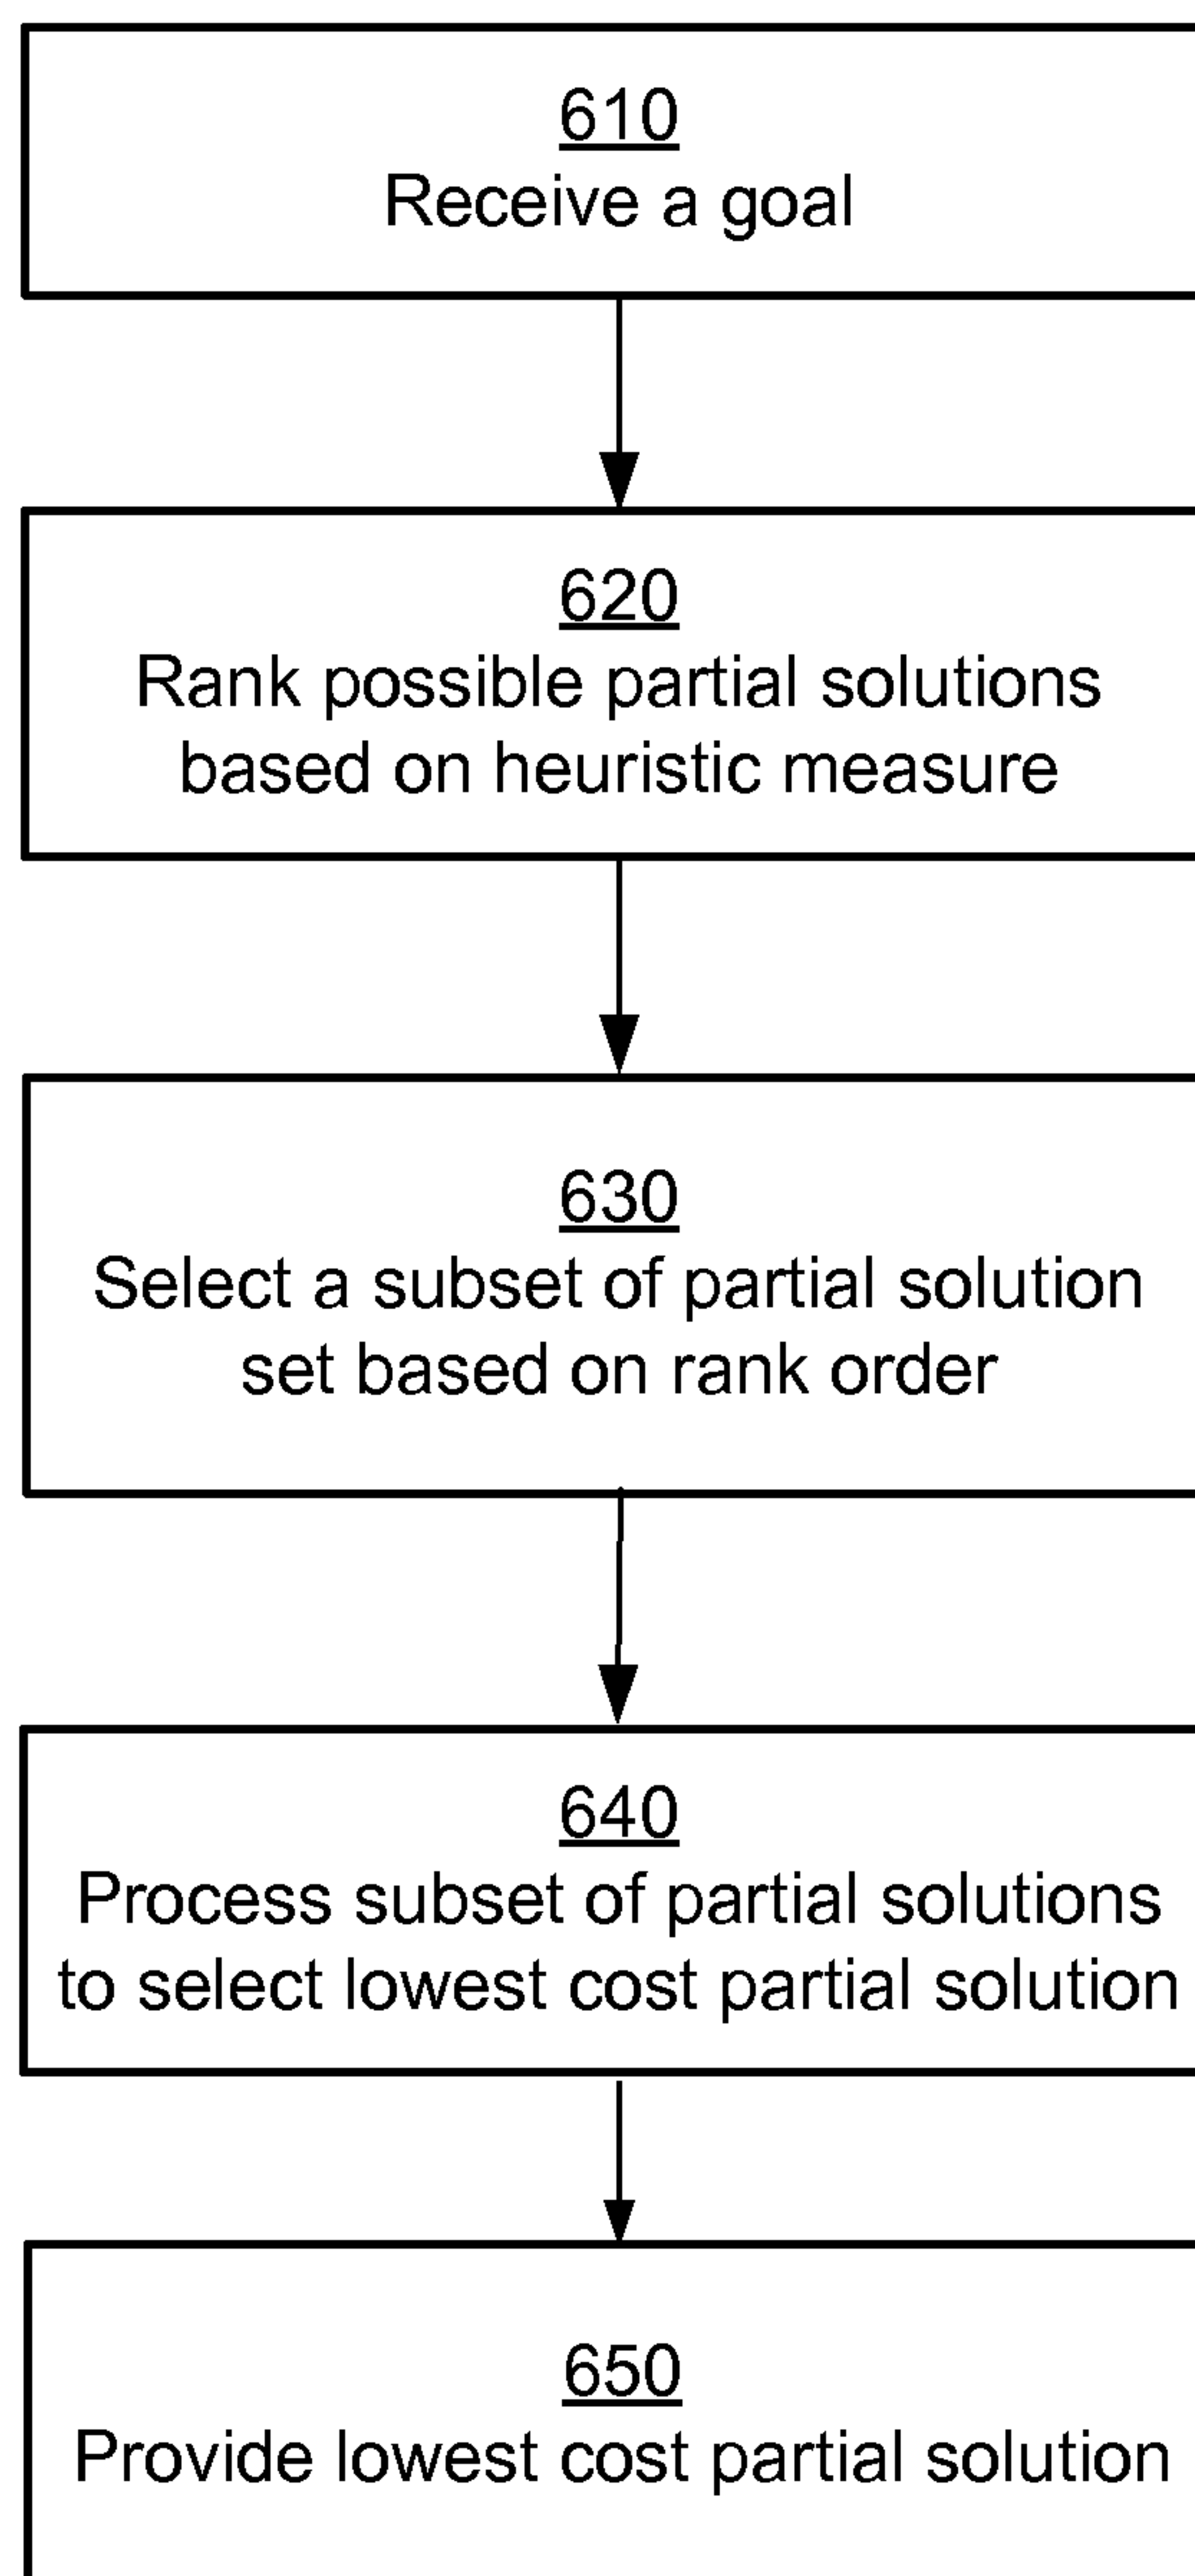 610
Receive a goal
620
Rank possible partial solutions
based on heuristic measure
630
Select a subset of partial solution
set based on rank order
640
Process subset of partial solutions
to select lowest cost partial solution
650
Provide lowest cost partial solution